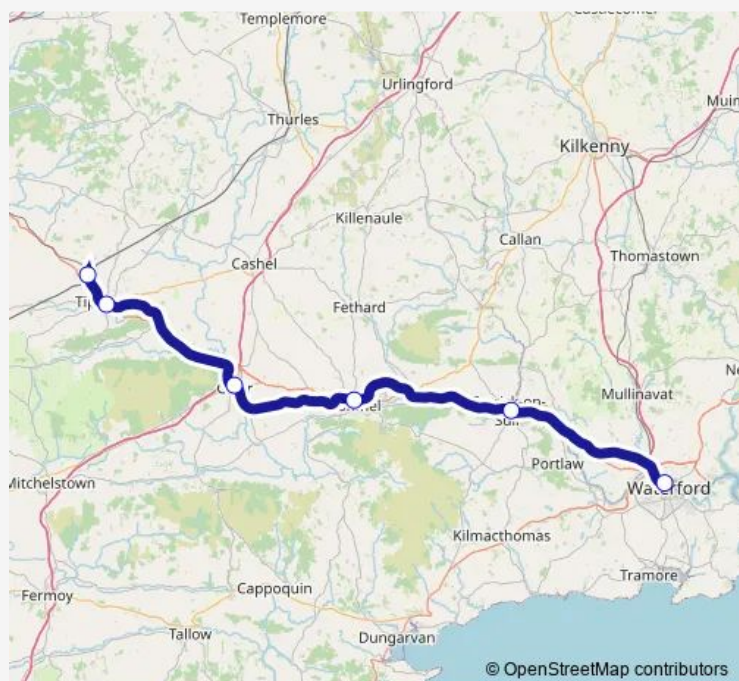 Templemore
Urlingford
Thurles
Kilkenny
Killenaule
Callan
Thomastown
Cashel
Fethard
Mullinavat
Mitchelstown
Portlaw
Waterford
Kilmacthomas
Tramore
Cappoquin
Fermoy
Tallow
Dungarvan
© OpenStreetMap contributors